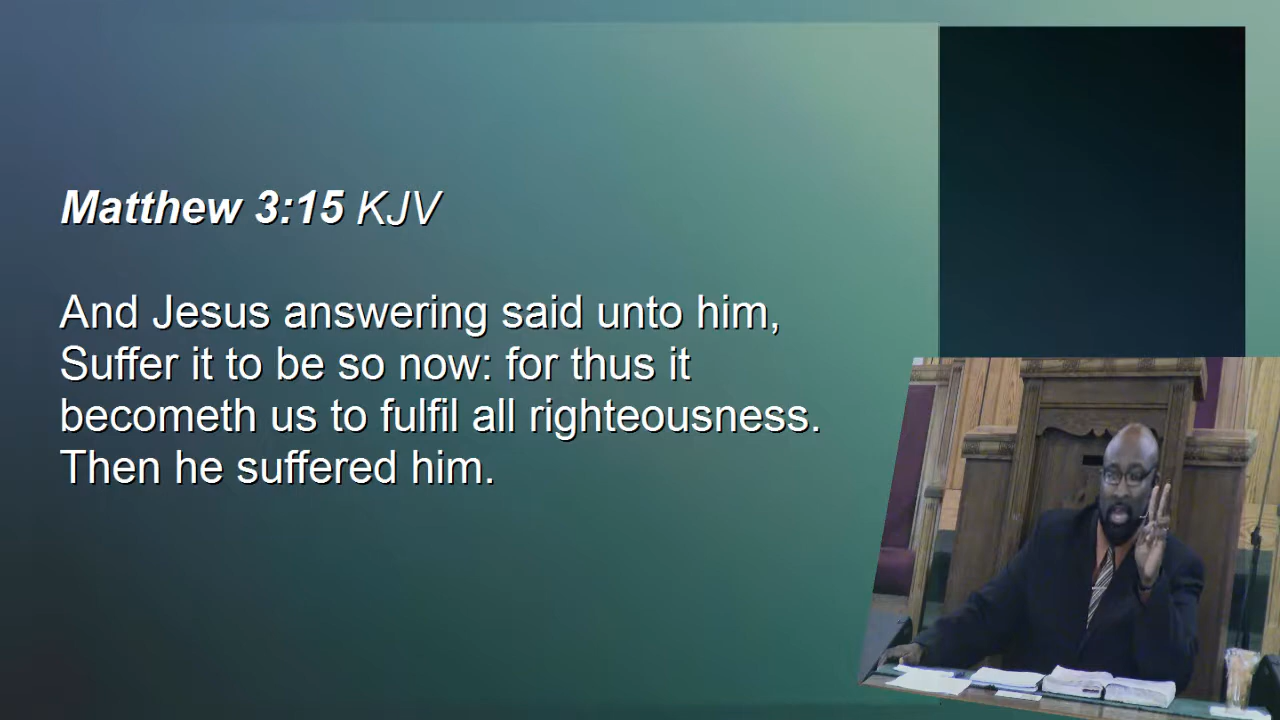 Matthew 3:15 KJV
And Jesus answering said unto him,
Suffer it to be so now: for thus it
becometh us to fulfil all righteousness.
Then he suffered him.